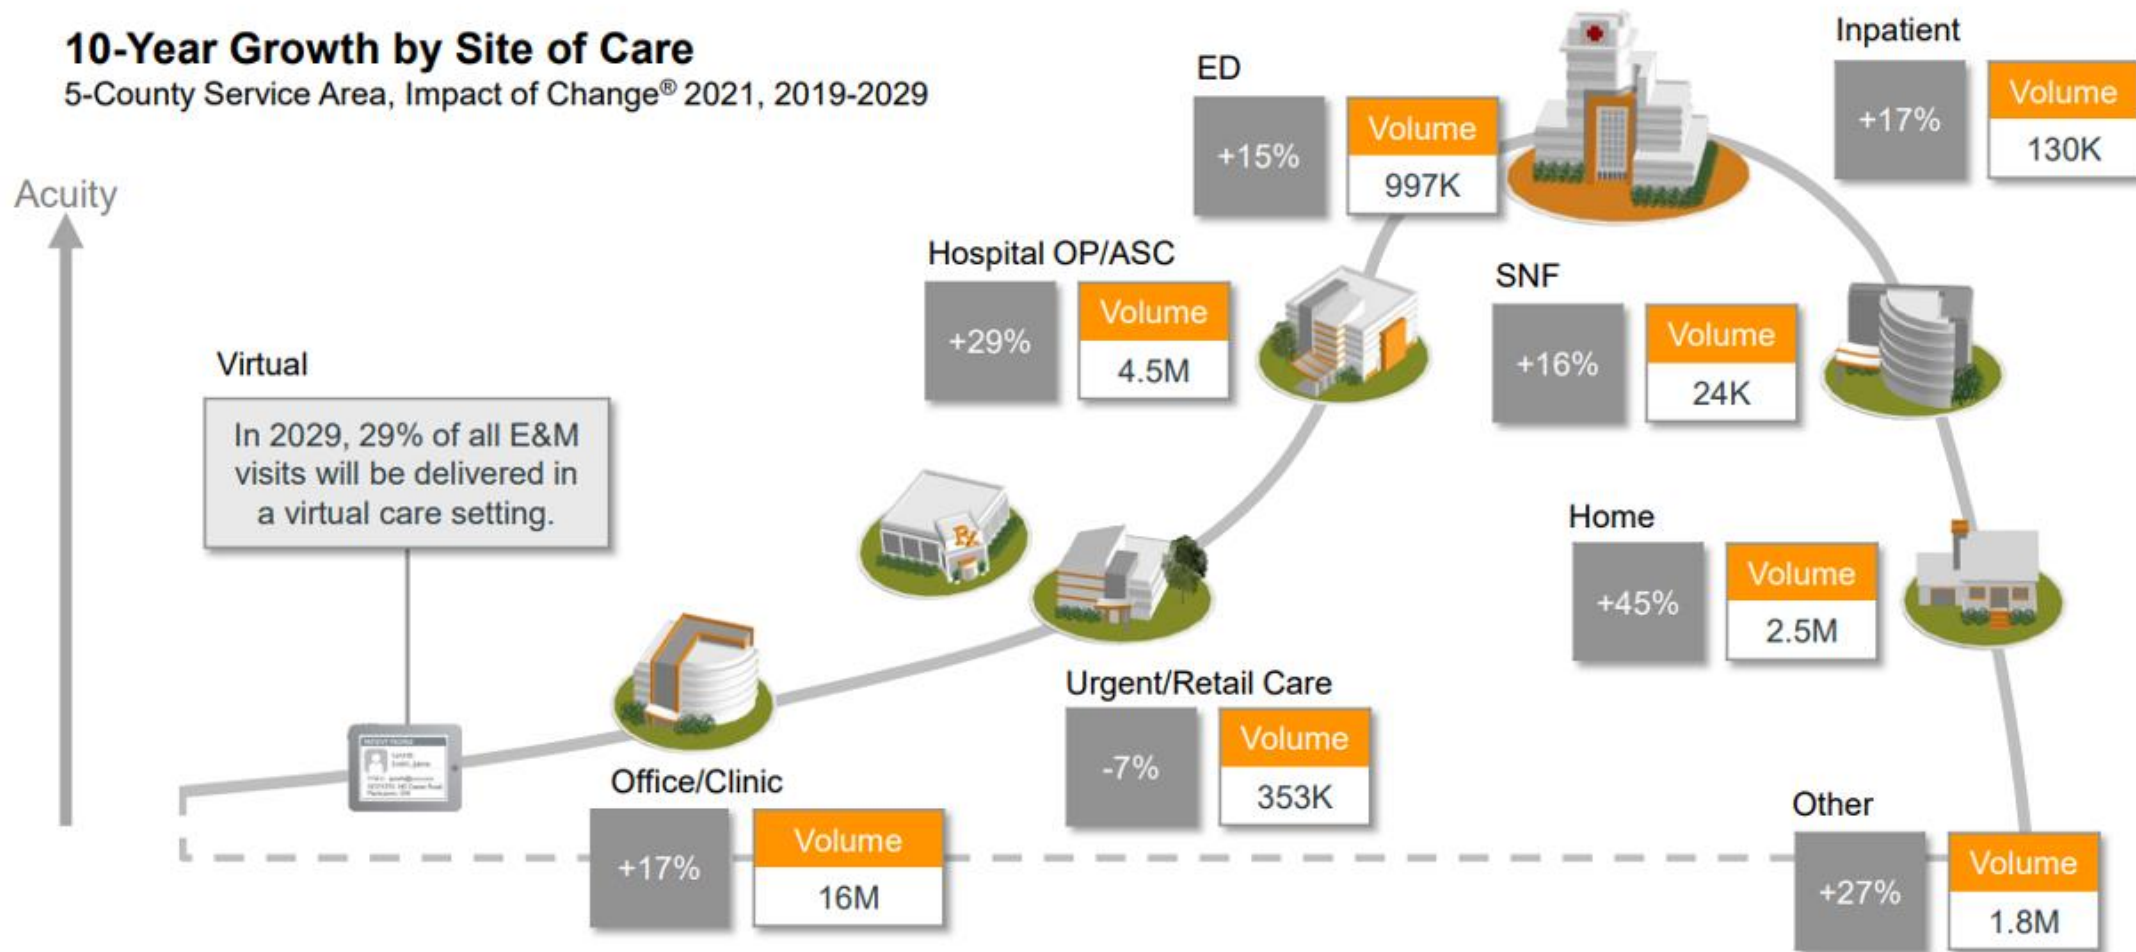 10-Year Growth by Site of Care
5-County Service Area, Impact of Change® 2021, 2019-2029
Acuity
Virtual
In 2029, 29% of all E&M
visits will be delivered in
a virtual care setting.
Office/Clinic
+17%
Volume
16M
Urgent/Retail Care
-7%
Volume
353K
Hospital OP/ASC
+29%
Volume
4.5M
ED
+15%
Volume
997K
Inpatient
+17%
Volume
130K
SNF
+16%
Volume
24K
Home
+45%
Volume
2.5M
Other
+27%
Volume
1.8M
Rx
PATIENT PROFILE